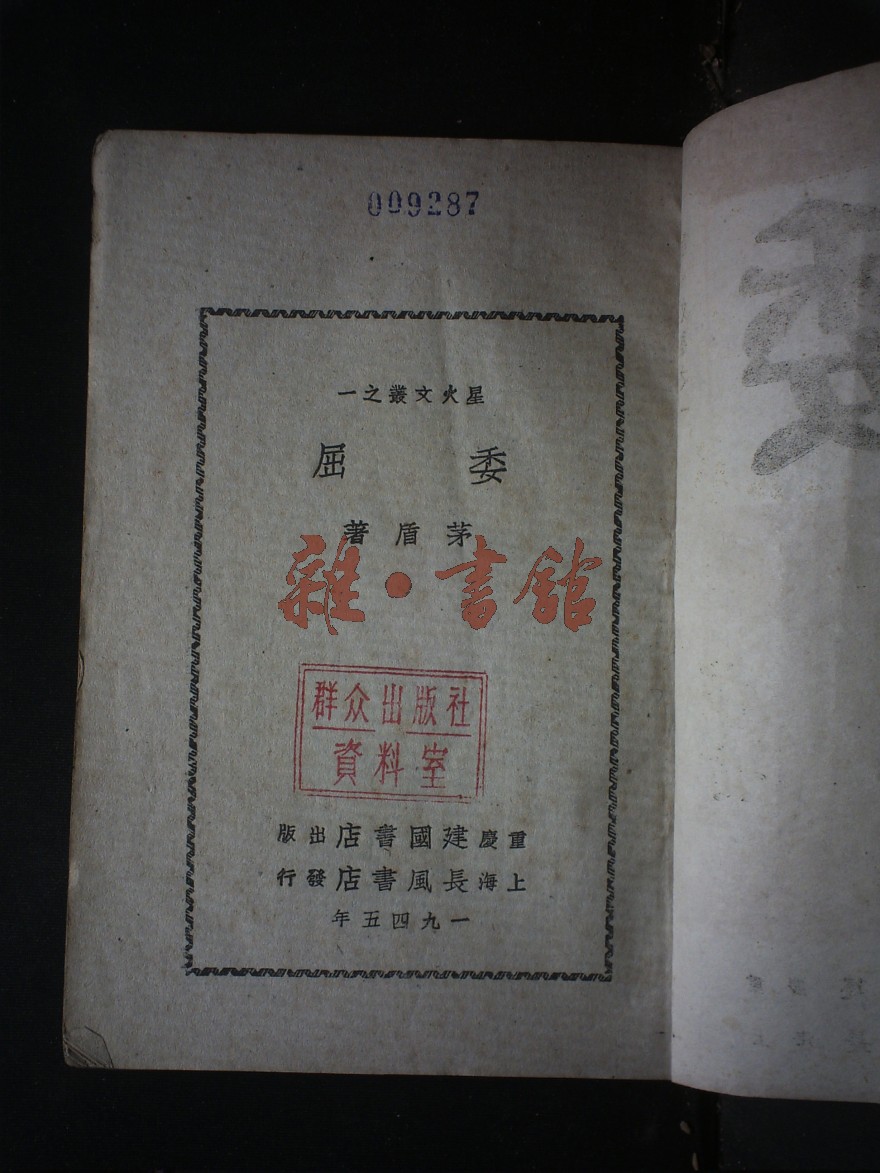 009287
星火文叢之一
委屈
茅盾著
雜·書館
群众出版社
資料室
重慶建國書店出版
上海長風書店發行
一九四五年
委